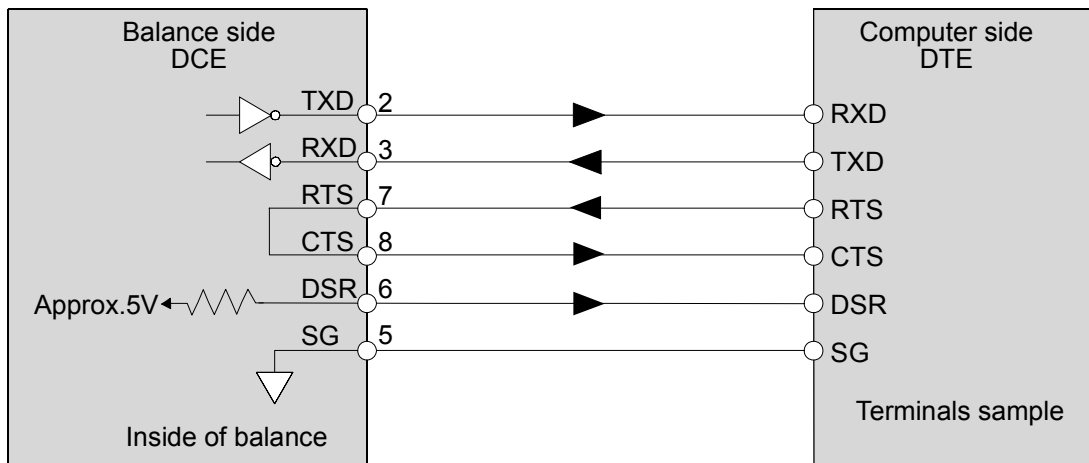 Balance side
DCE
Computer side
DTE
TXD 2 RXD
RXD 3 TXD
RTS 7 RTS
CTS 8 CTS
Approx.5V DSR 6 DSR
SG 5 SG
Terminals sample
Inside of balance